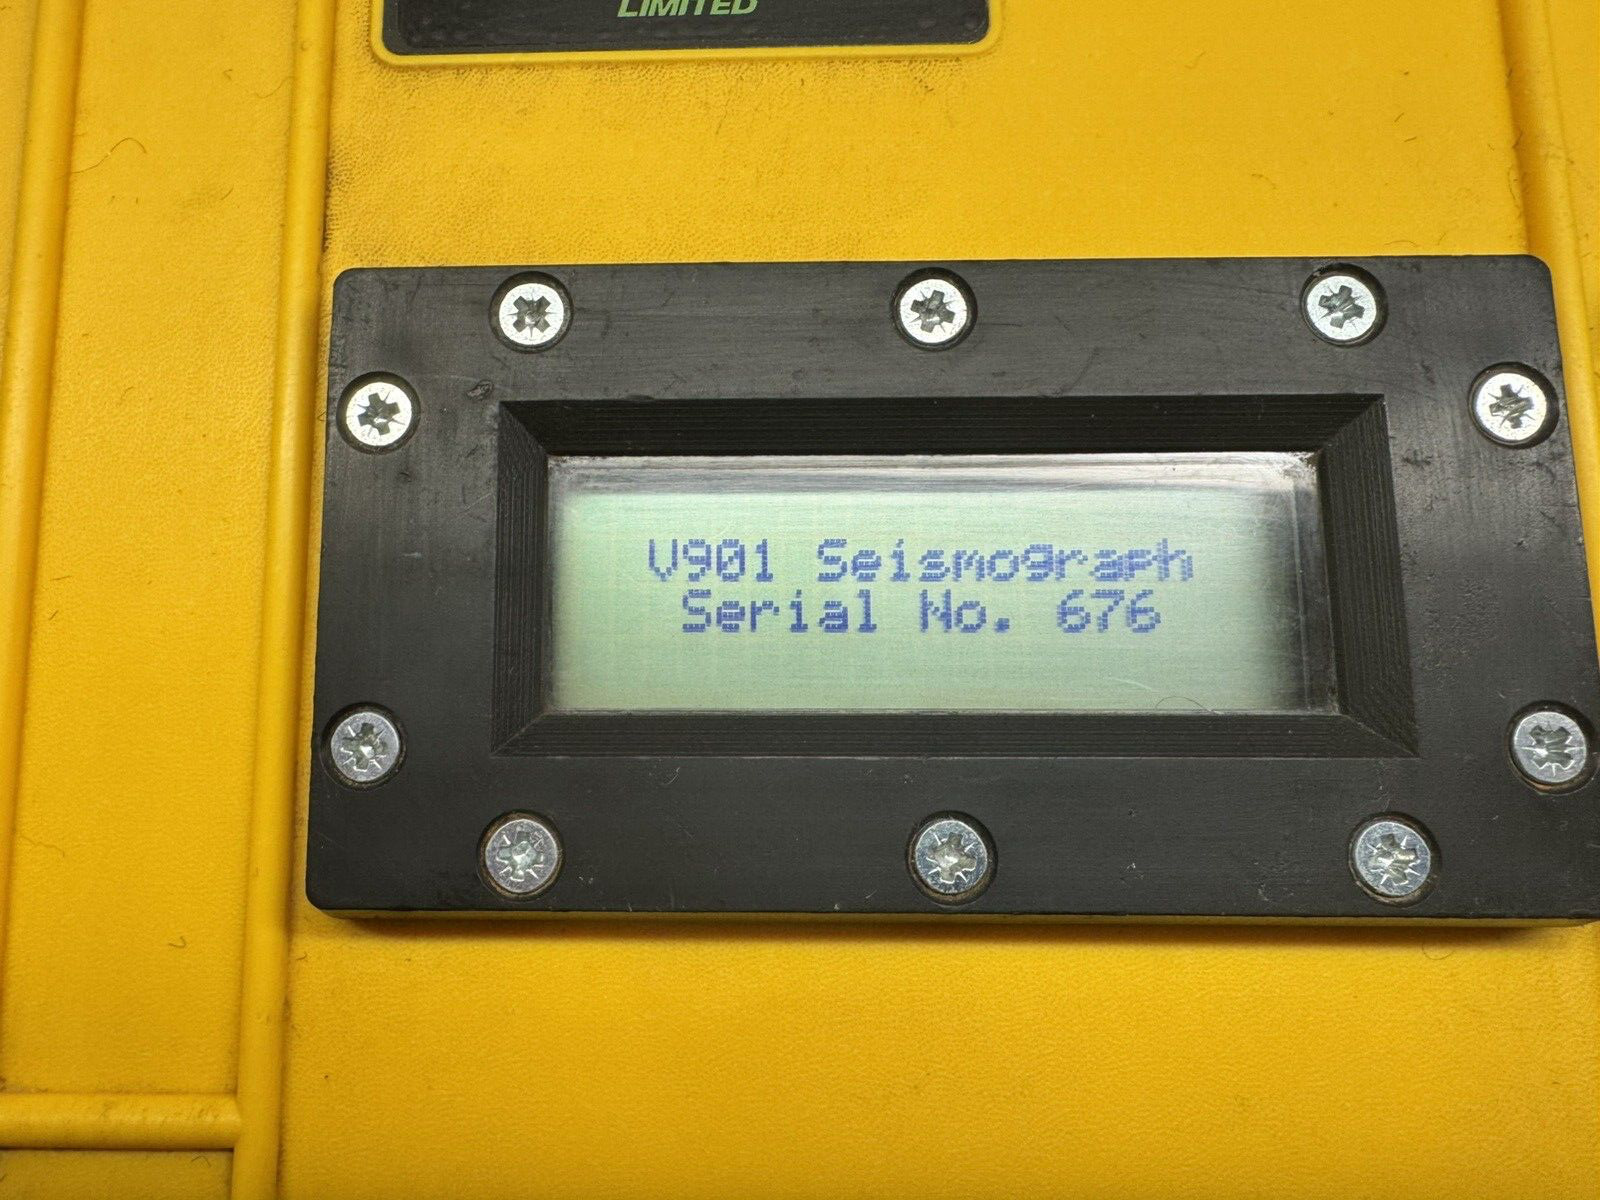 LIMITED
V901 Seismograph
Serial No. 676